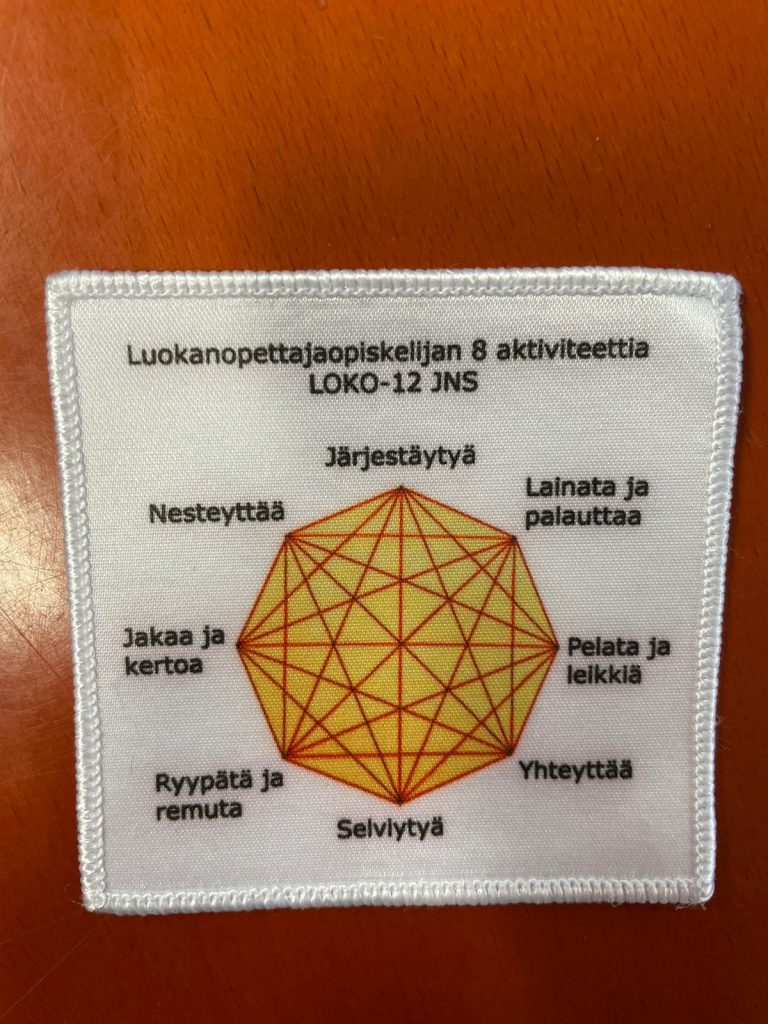 Luokanopettajaopiskelijan 8 aktiviteettia
LOKO-12 JNS
Järjestäytyä
Lainata ja
palauttaa
Nesteyttää
Jakaa ja
kertoa
Pelata ja
leikkiä
Ryypätä ja
remuta
Yhteyttää
Selviytyä